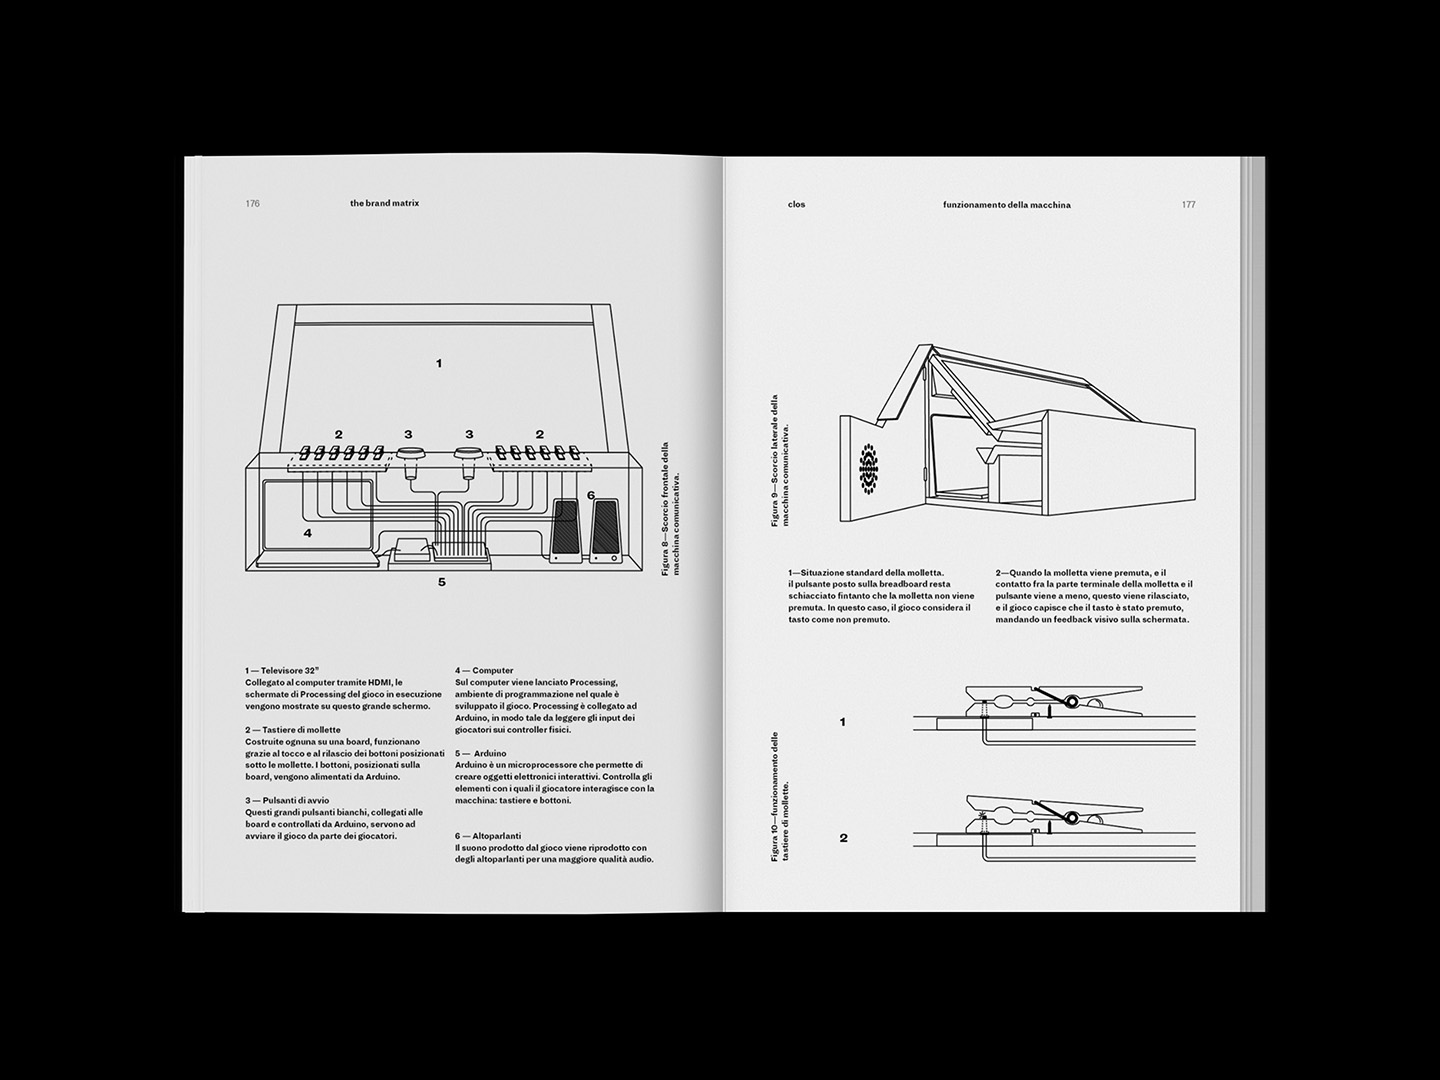 176
the brand matrix
1
2
3
3
2
6
4
5
Figura 8—Scorcio frontale della
macchina comunicativa.
1 — Televisore 32”
Collegato al computer tramite HDMI, le
schermate di Processing del gioco in esecuzione
vengono mostrate su questo grande schermo.
2 — Tastiere di mollette
Costruite ognuna su una board, funzionano
grazie al tocco e al rilascio dei bottoni posizionati
sotto le mollette. I bottoni, posizionati sulla
board, vengono alimentati da Arduino.
3 — Pulsanti di avvio
Questi grandi pulsanti bianchi, collegati alle
board e controllati da Arduino, servono ad
avviare il gioco da parte dei giocatori.
4 — Computer
Sul computer viene lanciato Processing,
ambiente di programmazione nel quale è
sviluppato il gioco. Processing è collegato ad
Arduino, in modo tale da leggere gli input dei
giocatori sui controller fisici.
5 — Arduino
Arduino è un microprocessore che permette di
creare oggetti elettronici interattivi. Controlla gli
elementi con i quali il giocatore interagisce con la
macchina: tastiere e bottoni.
6 — Altoparlanti
Il suono prodotto dal gioco viene riprodotto con
degli altoparlanti per una maggiore qualità audio.
clos
funzionamento della macchina
177
Figura 9—Scorcio laterale della
macchina comunicativa.
1—Situazione standard della molletta.
il pulsante posto sulla breadboard resta
schiacciato fintanto che la molletta non viene
premuta. In questo caso, il gioco considera il
tasto come non premuto.
2—Quando la molletta viene premuta, e il
contatto fra la parte terminale della molletta e il
pulsante viene a meno, questo viene rilasciato,
e il gioco capisce che il tasto è stato premuto,
mandando un feedback visivo sulla schermata.
1
2
Figura 10—funzionamento delle
tastiere di mollette.